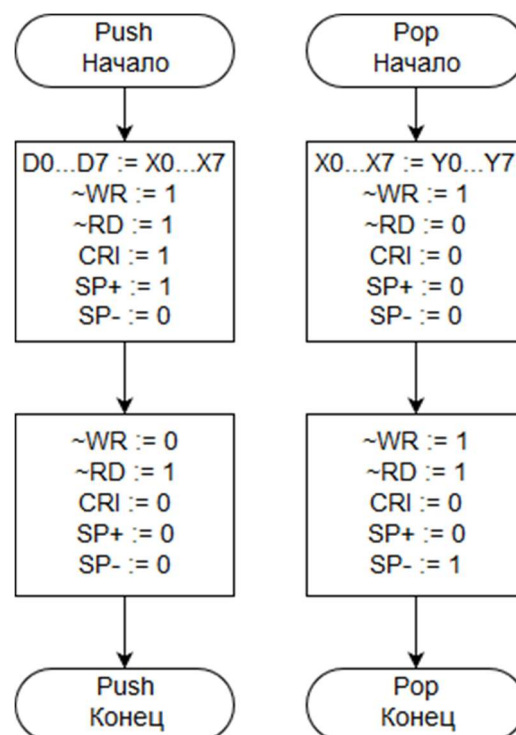 Push
Начало
D0...D7 := X0...X7
~WR := 1
~RD := 1
CRI := 1
SP+ := 1
SP- := 0
~WR := 0
~RD := 1
CRI := 0
SP+ := 0
SP- := 0
Push
Конец
Pop
Начало
X0...X7 := Y0...Y7
~WR := 1
~RD := 0
CRI := 0
SP+ := 0
SP- := 0
~WR := 1
~RD := 1
CRI := 0
SP+ := 0
SP- := 1
Pop
Конец